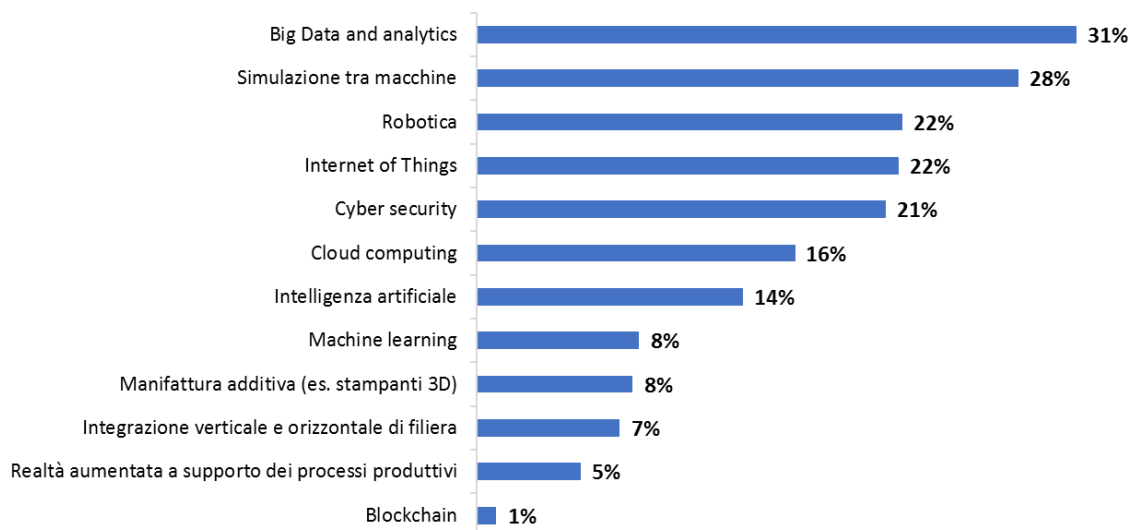 Big Data and analytics 31%
Simulazione tra macchine 28%
Robotica 22%
Internet of Things 22%
Cyber security 21%
Cloud computing 16%
Intelligenza artificiale 14%
Machine learning 8%
Manifattura additiva (es. stampanti 3D) 8%
Integrazione verticale e orizzontale di filiera 7%
Realtà aumentata a supporto dei processi produttivi 5%
Blockchain 1%